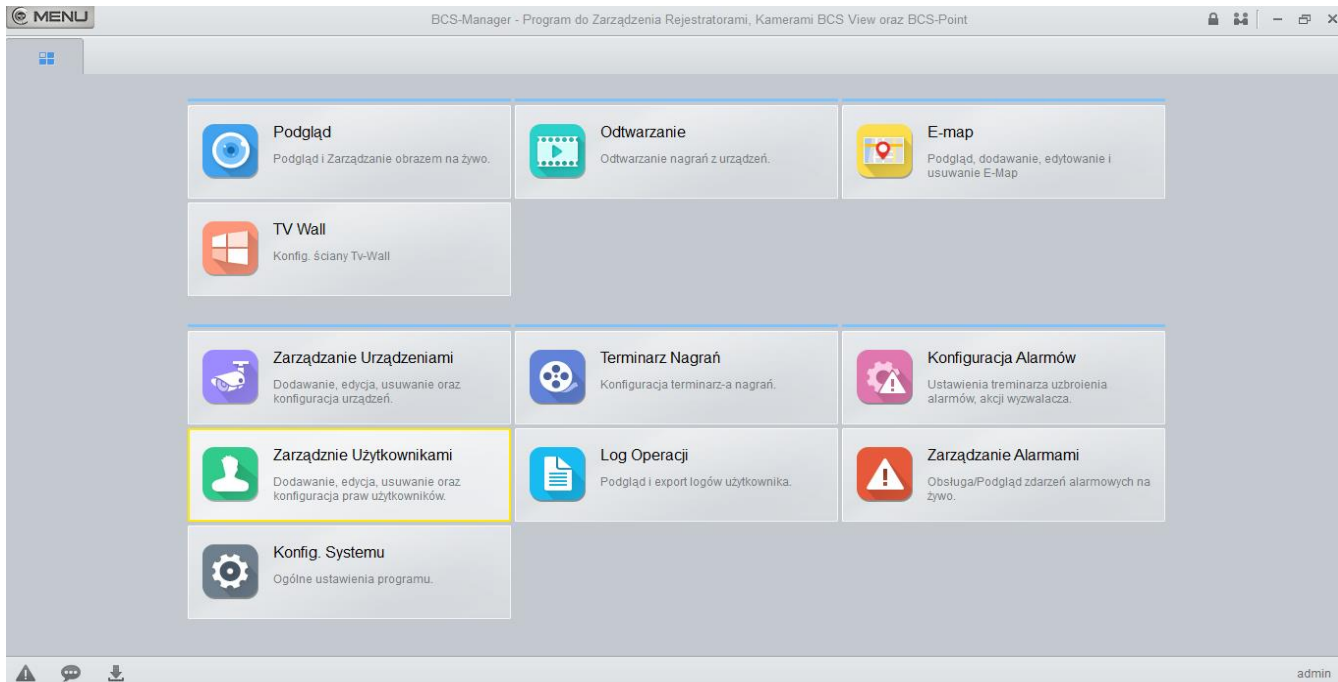 MENU
BCS-Manager - Program do Zarządzenia Rejestratorami, Kamerami BCS View oraz BCS-Point
Podgląd
Podgląd i Zarządzanie obrazem na żywo.
Odtwarzanie
Odtwarzanie nagrań z urządzeń.
E-map
Podgląd, dodawanie, edytowanie i
usuwanie E-Map
TV Wall
Konfig. ściany Tv-Wall
Zarządzanie Urządzeniami
Dodawanie, edycja, usuwanie oraz
konfiguracja urządzeń.
Terminarz Nagrań
Konfiguracja terminarz-a nagrań.
Konfiguracja Alarmów
Ustawienia treminarza uzbroienia
alarmów, akcji wyzwalacza.
Zarządznie Użytkownikami
Dodawanie, edycja, usuwanie oraz
konfiguracja praw użytkowników.
Log Operacji
Podgląd i export logów użytkownika.
Zarządzanie Alarmami
Obsługa/Podgląd zdarzeń alarmowych na
żywo.
Konfig. Systemu
Ogólne ustawienia programu.
admin